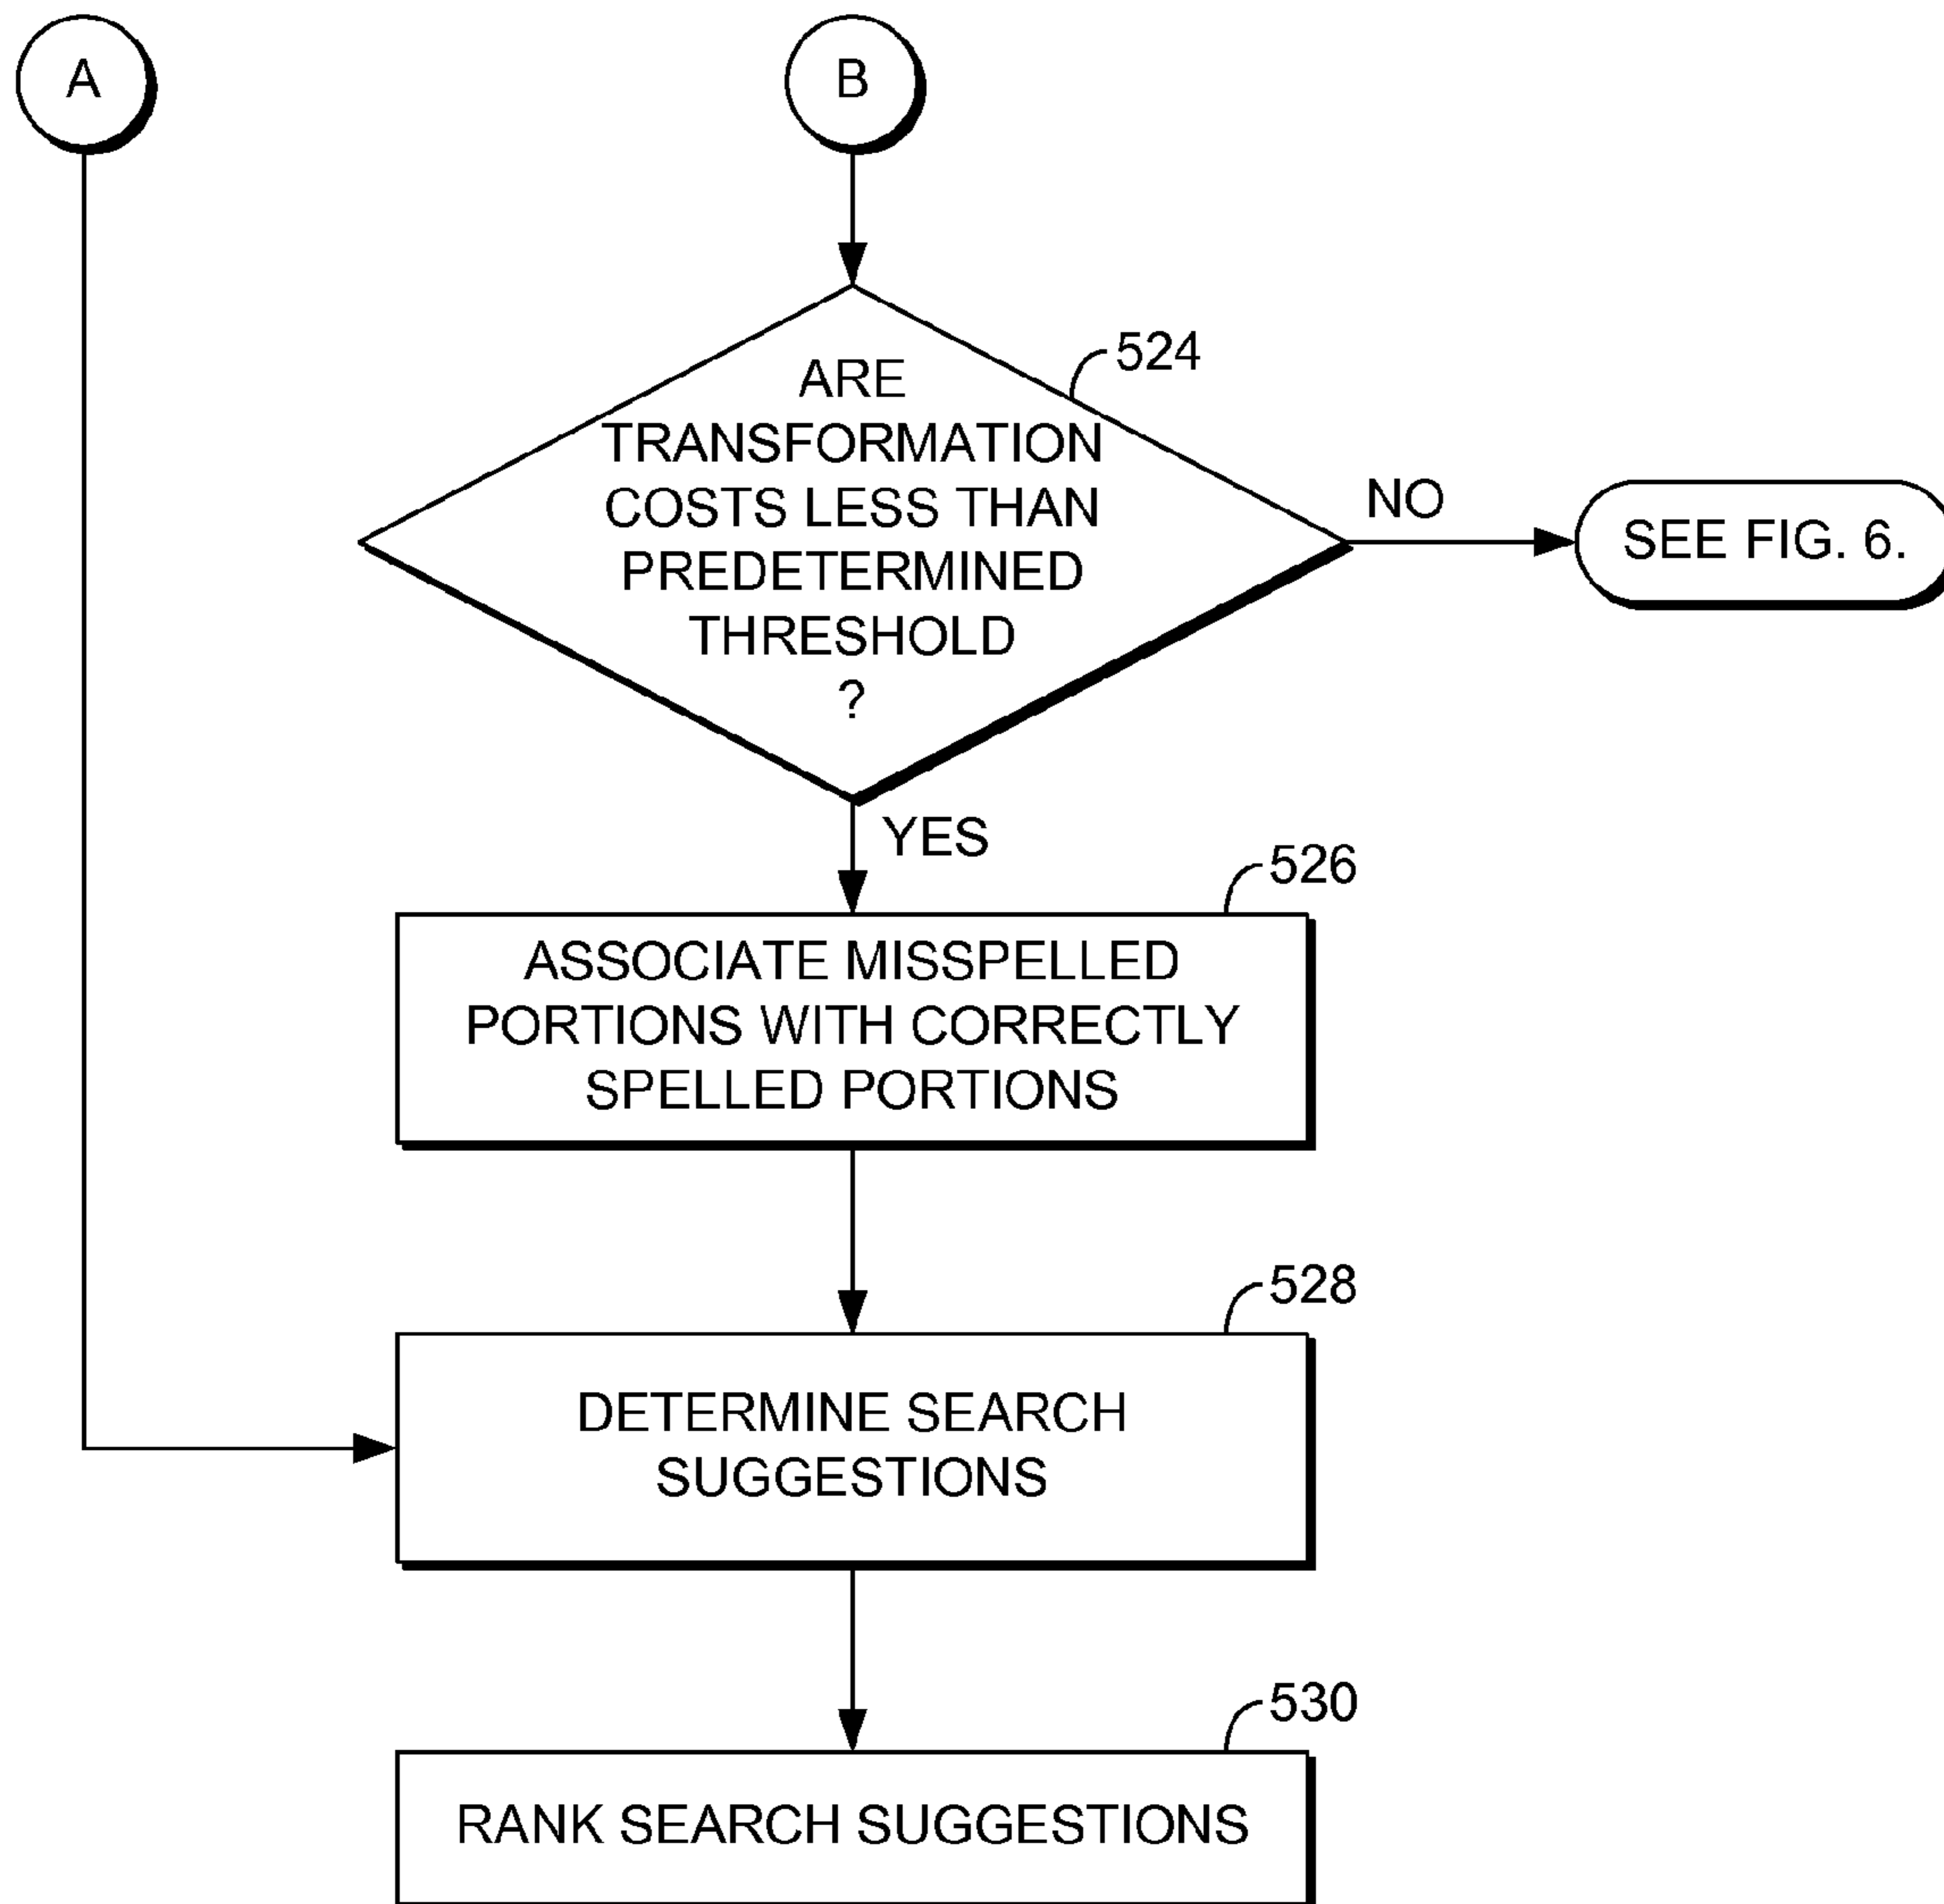 A
B
ARE
TRANSFORMATION
COSTS LESS THAN
PREDETERMINED
THRESHOLD
?
524
NO
SEE FIG. 6.
YES
526
ASSOCIATE MISSPELLED
PORTIONS WITH CORRECTLY
SPELLED PORTIONS
528
DETERMINE SEARCH
SUGGESTIONS
530
RANK SEARCH SUGGESTIONS